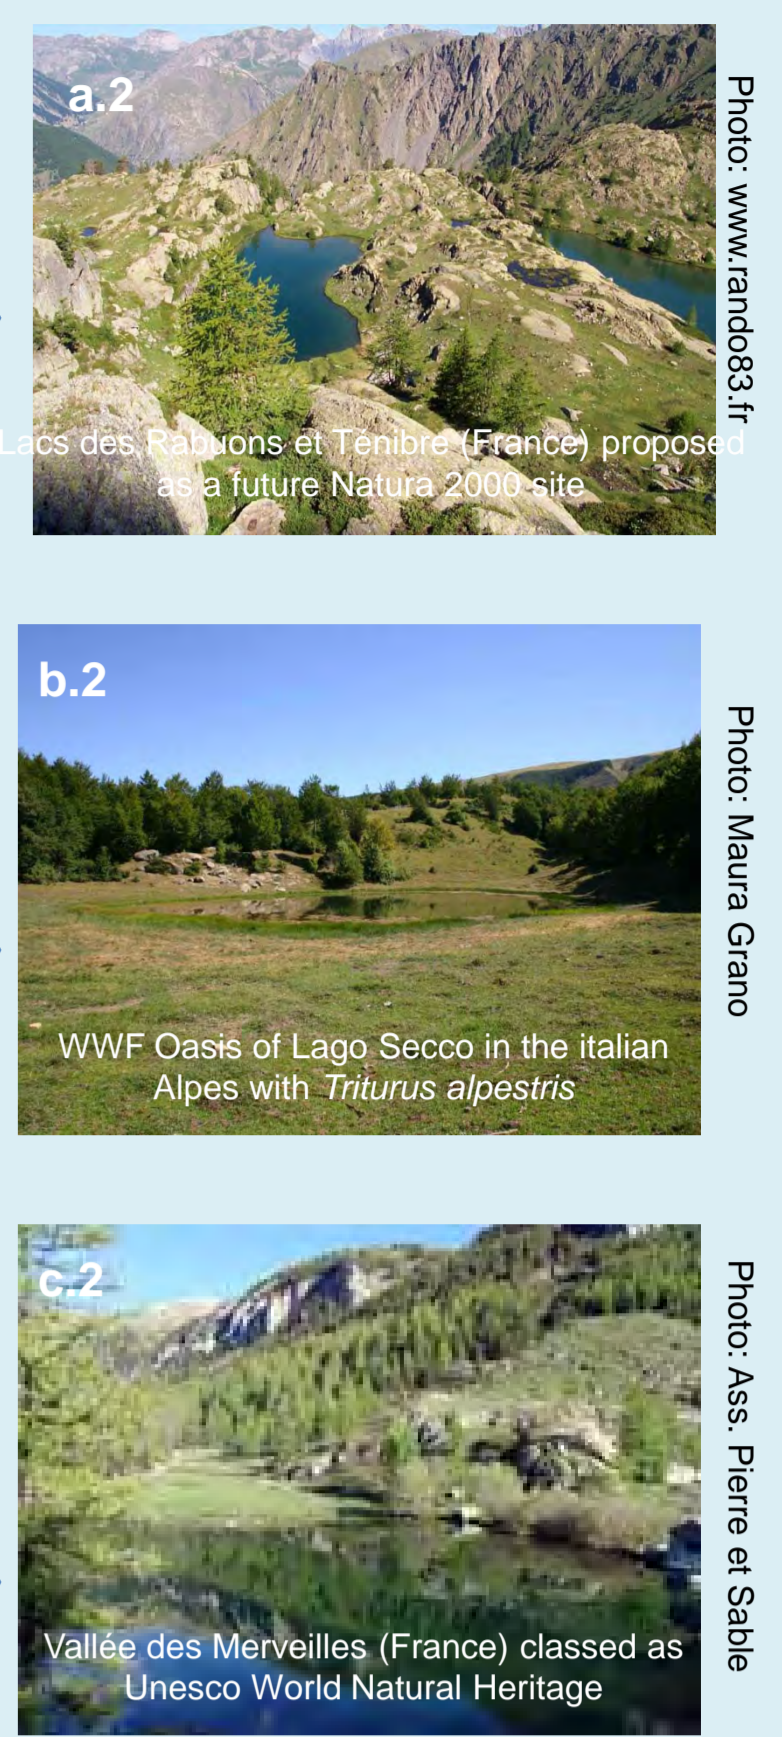 a.2
Photo: www.rando83.fr
Lacs des Rabuons et Ténibre (France) proposed
as a future Natura 2000 site
b.2
Photo: Maura Grano
WWF Oasis of Lago Secco in the italian
Alpes with Triturus alpestris
c.2
Photo: Ass. Pierre et Sable
Vallée des Merveilles (France) classed as
Unesco World Natural Heritage